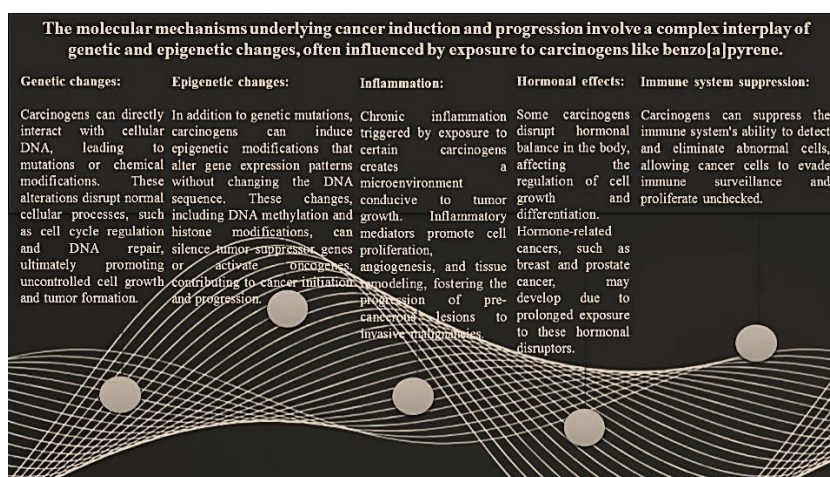 The molecular mechanisms underlying cancer induction and progression involve a complex interplay of
genetic and epigenetic changes, often influenced by exposure to carcinogens like benzo[a]pyrene.
Genetic changes:
Carcinogens can directly
interact with cellular
DNA, leading to
mutations or chemical
modifications. These
alterations disrupt normal
cellular processes, such
as cell cycle regulation
and DNA repair,
ultimately promoting
uncontrolled cell growth
and tumor formation.
Epigenetic changes:
In addition to genetic mutations,
carcinogens can induce
epigenetic modifications that
alter gene expression patterns
without changing the DNA
sequence. These changes,
including DNA methylation and
histone modifications, can
silence tumor suppressor genes
or activate oncogenes,
contributing to cancer initiation
and progression.
Inflammation:
Chronic inflammation
triggered by exposure to
certain carcinogens
creates a
microenvironment
conducive to tumor
growth. Inflammatory
mediators promote cell
proliferation,
angiogenesis, and tissue
remodeling, fostering the
progression of pre-
cancerous lesions to
invasive malignancies.
Hormonal effects:
Some carcinogens
disrupt hormonal
balance in the body,
affecting the
regulation of cell
growth and
differentiation.
Hormone-related
cancers, such as
breast and prostate
cancer, may
develop due to
prolonged exposure
to these hormonal
disruptors.
Immune system suppression:
Carcinogens can suppress the
immune system's ability to detect
and eliminate abnormal cells,
allowing cancer cells to evade
immune surveillance and
proliferate unchecked.